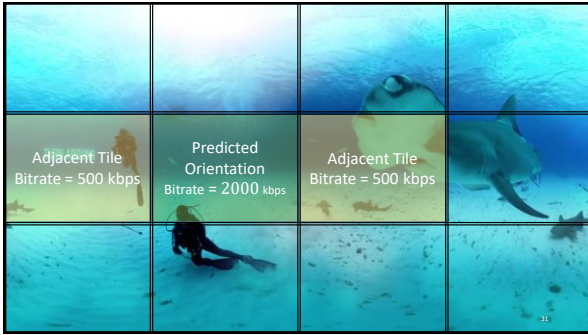 Adjacent Tile
Bitrate = 500 kbps
Predicted
Orientation
Bitrate = 2000 kbps
Adjacent Tile
Bitrate = 500 kbps
31